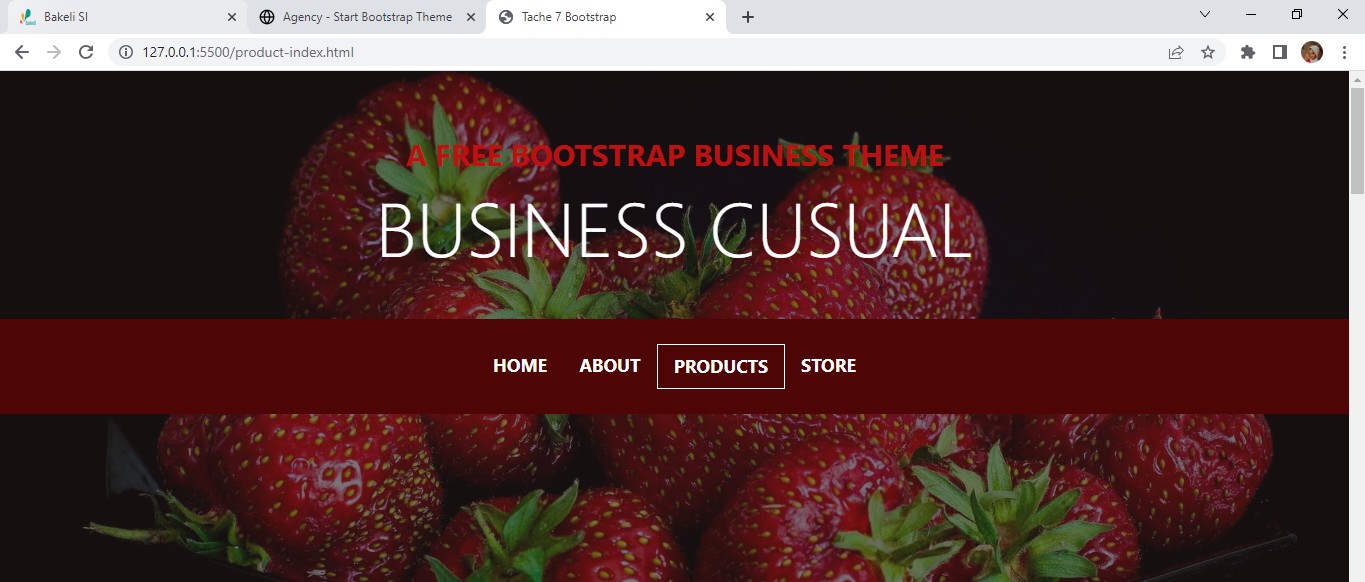 Bakeli SI
Agency - Start Bootstrap Theme
Tache 7 Bootstrap
127.0.0.1:5500/product-index.html
A FREE BOOTSTRAP BUSINESS THEME
BUSINESS CUSUAL
HOME ABOUT PRODUCTS STORE